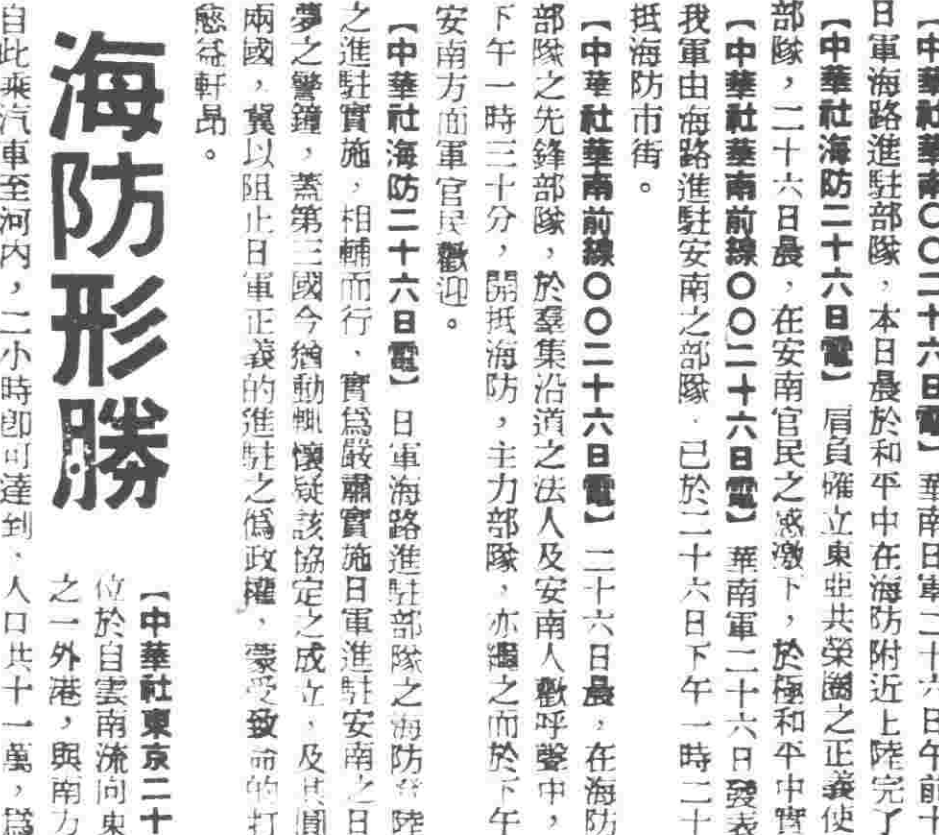 【中華社華南〇〇二十六日電】華南日軍二十六日午前十
日軍海路進駐部隊，本日晨於和平中在海防附近上陸完了
【中華社海防二十六日電】肩負確立東亞共榮圈之正義使
部隊，二十六日晨，在安南官民之感激下，於極和平中實
【中華社華南前線〇〇二十六日電】華南軍二十六日發表
我軍由海路進駐安南之部隊．已於二十六日下午一時二十
抵海防市街。
【中華社華南前線〇〇二十六日電】二十六日晨，在海防
部隊之先鋒部隊，於羣集沿道之法人及安南人歡呼聲中，
下午一時三十分，開抵海防，主力部隊，亦繼之而於下午
安南方面軍官民歡迎。
【中華社海防二十六日電】日軍海路進駐部隊之海防登陸
之進駐實施，相輔而行，實爲嚴肅實施日軍進駐安南之日
夢之警鐘，蓋第三國今猶動輒懷疑該協定之成立，及其圖
兩國，冀以阻止日軍正義的進駐之僞政權，蒙受致命的打
慾益軒昂。
海防形勝
【中華社東京二十
位於自雲南流向東
之一外港，與南方
自此乘汽車至河内，二小時卽可達到、人口共十一萬，爲